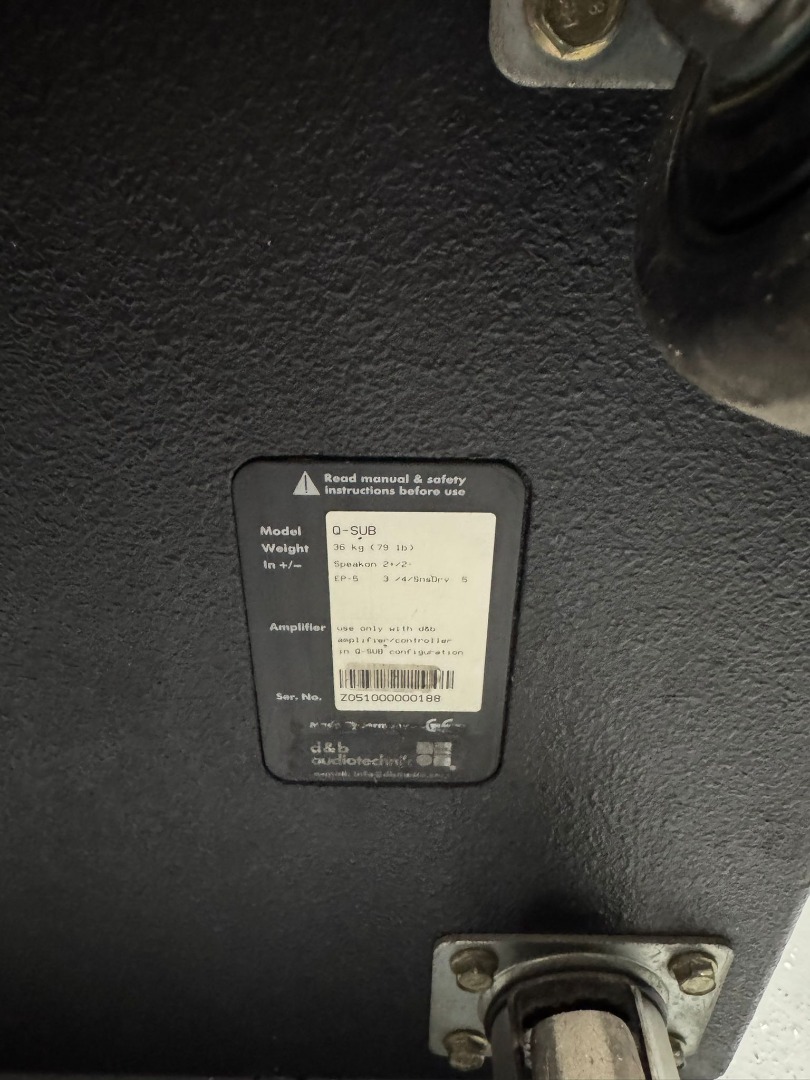 Read manual & safety
instructions before use
Model Q-SUB
Weight 36 kg (79 lb)
In +/- Speakon 2+/2-
EP-5 3 /4/SnsDrv 5
Amplifier use only with d&b
amplifier/controller
in Q-SUB configuration
Ser. No. Z051000000188
CE
d&b
audiotechnik